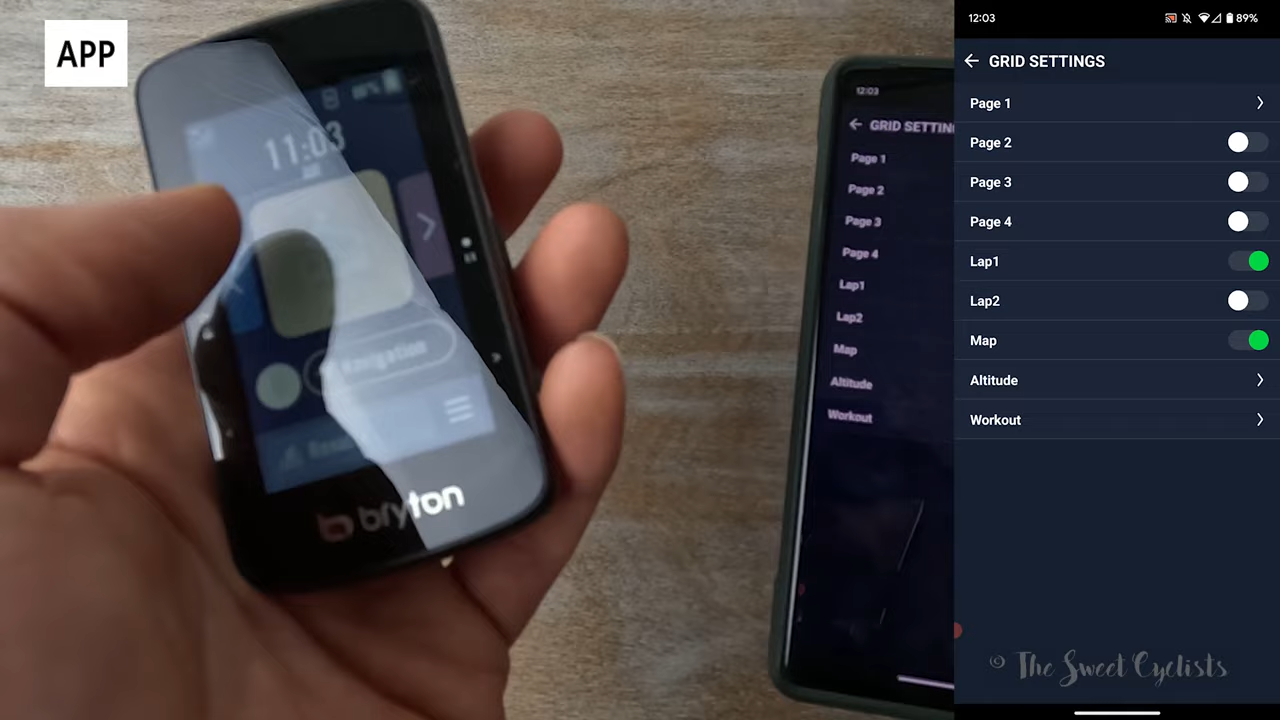 APP
11:03
Navigation
bryton
12:03
GRID SETTIN
Page 1
Page 2
Page 3
Page 4
Lap1
Lap2
Map
Altitude
Workout
12:03
89%
GRID SETTINGS
Page 1
Page 2
Page 3
Page 4
Lap1
Lap2
Map
Altitude
Workout
© The Sweet Cyclists